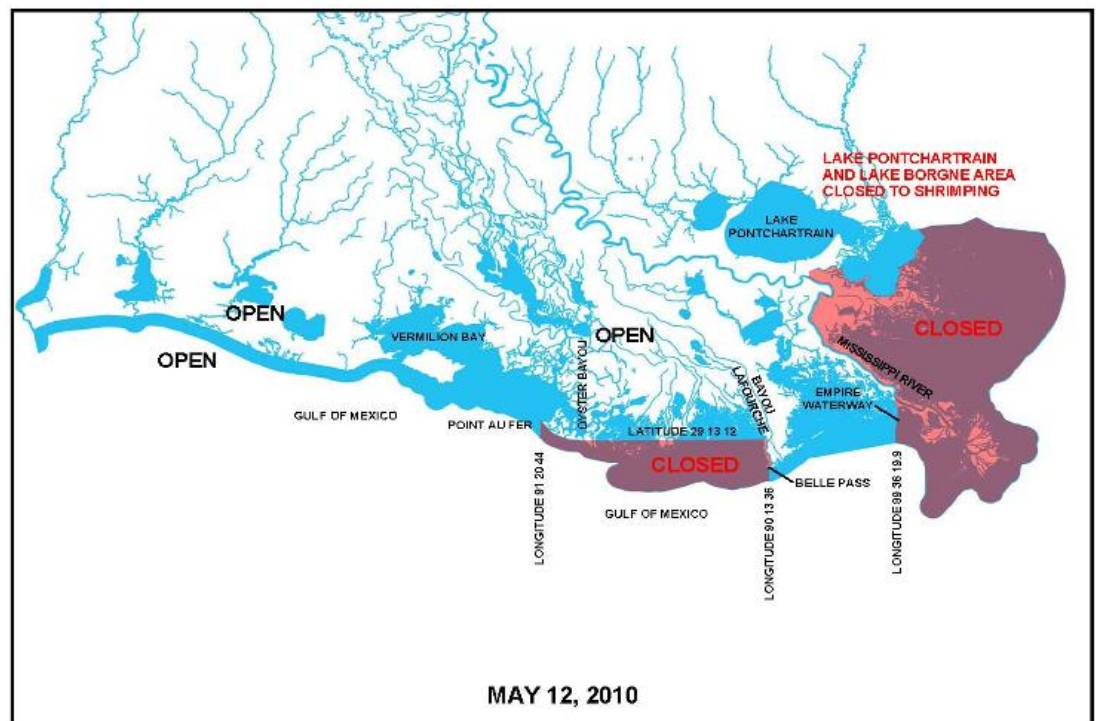 LAKE PONTCHARTRAIN
AND LAKE BORGNE AREA
CLOSED TO SHRIMPING
LAKE
PONTCHARTRAIN
OPEN
OPEN
VERMILION BAY
OPEN
CLOSED
MISSISSIPPI RIVER
OYSTER BAYOU
BAYOU
LAFOURCHE
EMPIRE
WATERWAY
GULF OF MEXICO
POINT AU FER
LATITUDE 29 13 12
CLOSED
BELLE PASS
GULF OF MEXICO
LONGITUDE 91 20 44
LONGITUDE 90 13 36
LONGITUDE 89 36 19.9
MAY 12, 2010